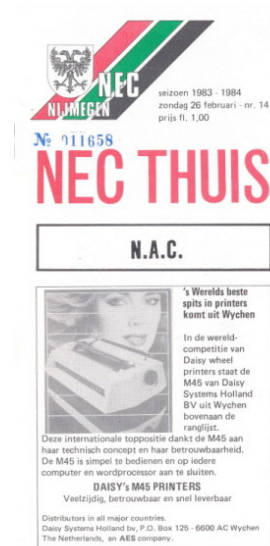 NEC
NIJMEGEN
seizoen 1983 - 1984
zondag 26 februari - nr. 14
prijs fl. 1,00
№ 011658
NEC THUIS
N.A.C.
's Werelds beste
spits in printers
komt uit Wychen
In de wereld-
competitie van
Daisy wheel
printers staat de
M45 van Daisy
Systems Holland
BV uit Wychen
bovenaan de
ranglijst.
Deze internationale toppositie dankt de M45 aan
haar technisch concept en haar betrouwbaarheid.
De M45 is simpel te bedienen en op iedere
computer en wordprocessor aan te sluiten.
DAISY's M45 PRINTERS
Veelzijdig, betrouwbaar en snel leverbaar
Distributors in all major countries.
Daisy Systems Holland bv, P.O. Box 125 - 6600 AC Wychen
The Netherlands, an AES company.